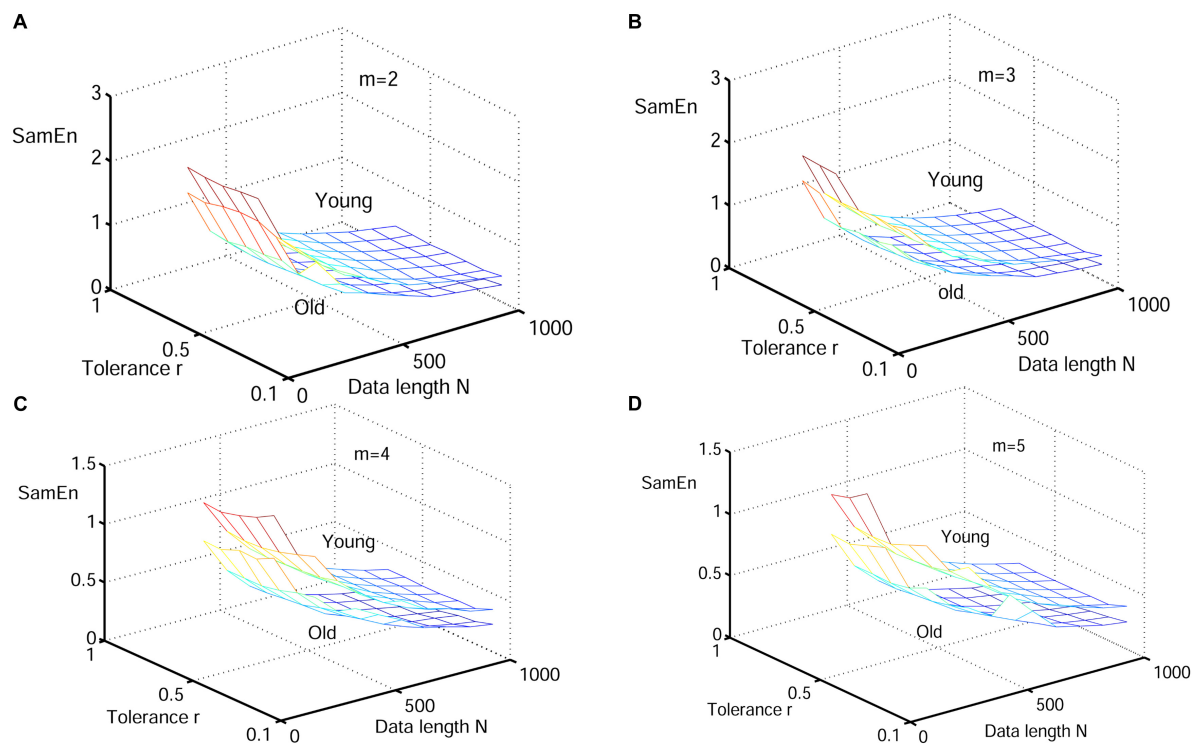 A
m=2
3
SamEn
2
Young
1
0
Old
1
0.5
1000
Tolerance r
500
0.1
0
Data length N
B
m=3
3
SamEn
2
Young
1
0
old
1
0.5
1000
Tolerance r
500
0.1
0
Data length N
C
m=4
1.5
SamEn
1
Young
0.5
0
Old
1
0.5
1000
Tolerance r
500
0.1
0
Data length N
D
m=5
1.5
SamEn
1
Young
0.5
0
Old
1
0.5
1000
Tolerance r
500
0.1
0
Data length N